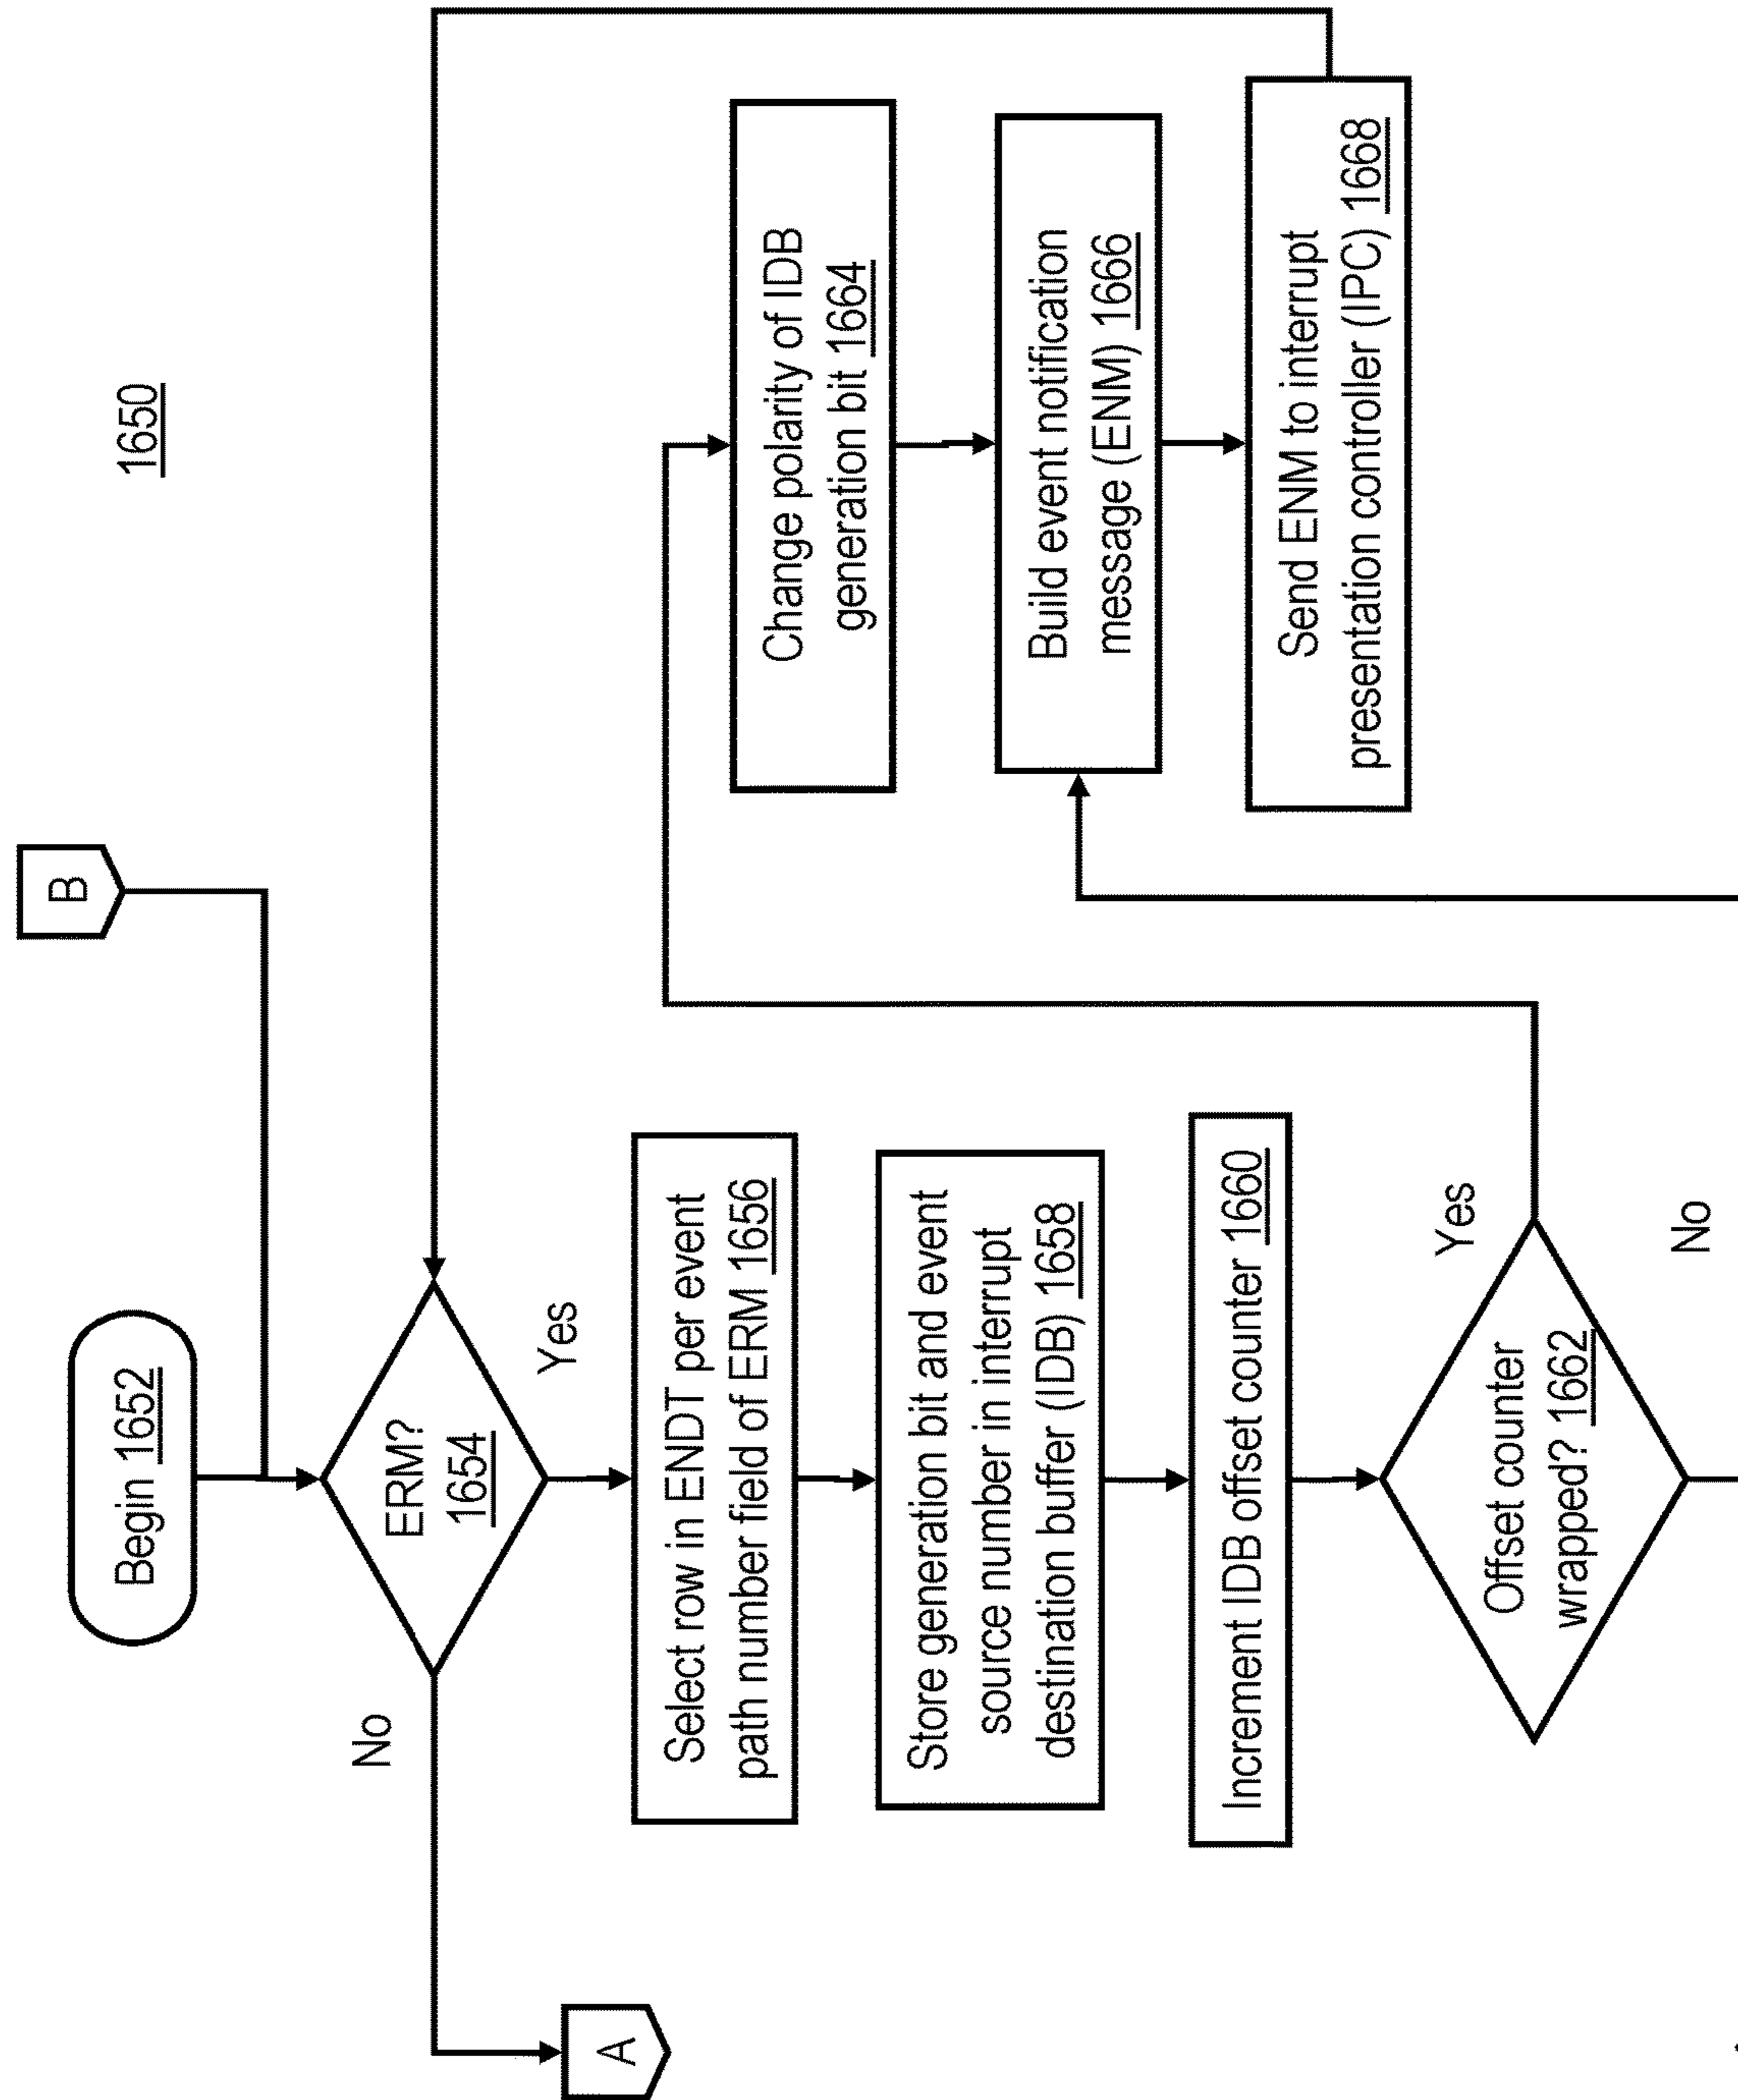 1650
B
Begin 1652
ERM?
1654
No
Yes
A
Select row in ENDT per event
path number field of ERM 1656
Store generation bit and event
source number in interrupt
destination buffer (IDB) 1658
Increment IDB offset counter 1660
Offset counter
wrapped? 1662
Yes
No
Change polarity of IDB
generation bit 1664
Build event notification
message (ENM) 1666
Send ENM to interrupt
presentation controller (IPC) 1668